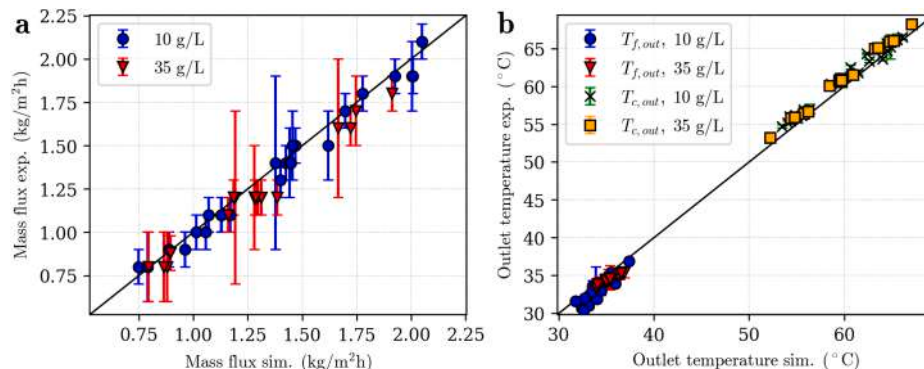 a
2.25
2.00
1.75
1.50
1.25
1.00
0.75
Mass flux exp. (kg/m²h)
10 g/L
35 g/L
0.75 1.00 1.25 1.50 1.75 2.00 2.25
Mass flux sim. (kg/m²h)
b
65
60
55
50
45
40
35
30
Outlet temperature exp. (°C)
T_{f,out}, 10 g/L
T_{f,out}, 35 g/L
T_{c,out}, 10 g/L
T_{c,out}, 35 g/L
30 40 50 60
Outlet temperature sim. (°C)